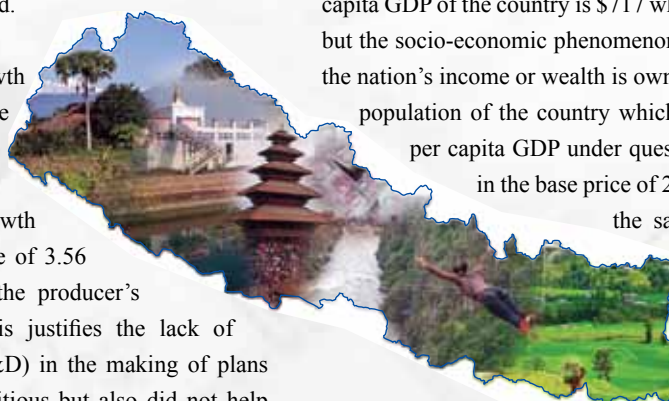 d.
wth
e
wth
e of 3.56
the producer's
is justifies the lack of
&D) in the making of plans
itious but also did not help
capita GDP of the country is $717 wh
but the socio-economic phenomenon
the nation's income or wealth is own
population of the country which
per capita GDP under ques
in the base price of 2
the sa